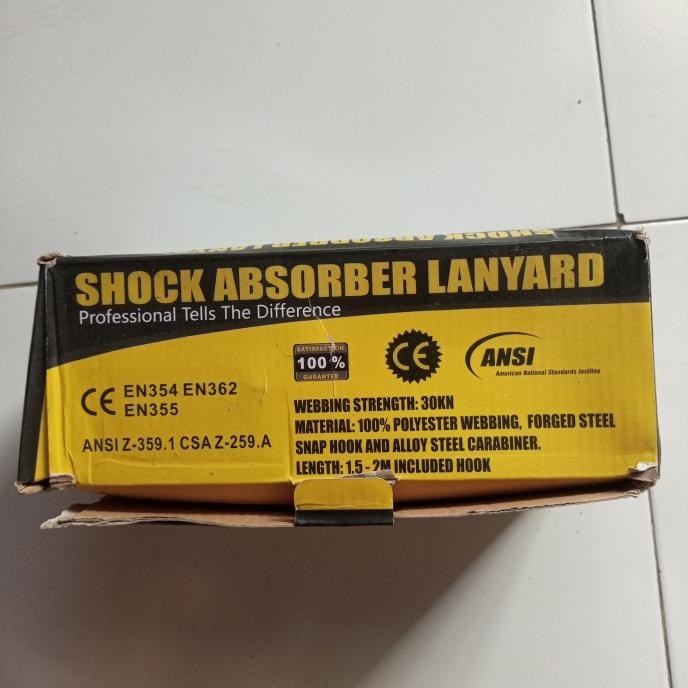 SHOCK ABSORBER LANYARD
Professional Tells The Difference
SATISFACTION
100 %
GURANTEE
CE
ANSI
American National Standards Institue
CE EN354 EN362
EN355
ANSI Z-359.1 CSA Z-259.A
WEBBING STRENGTH: 30KN
MATERIAL: 100% POLYESTER WEBBING, FORGED STEEL
SNAP HOOK AND ALLOY STEEL CARABINER.
LENGTH: 1.5 - 2M INCLUDED HOOK